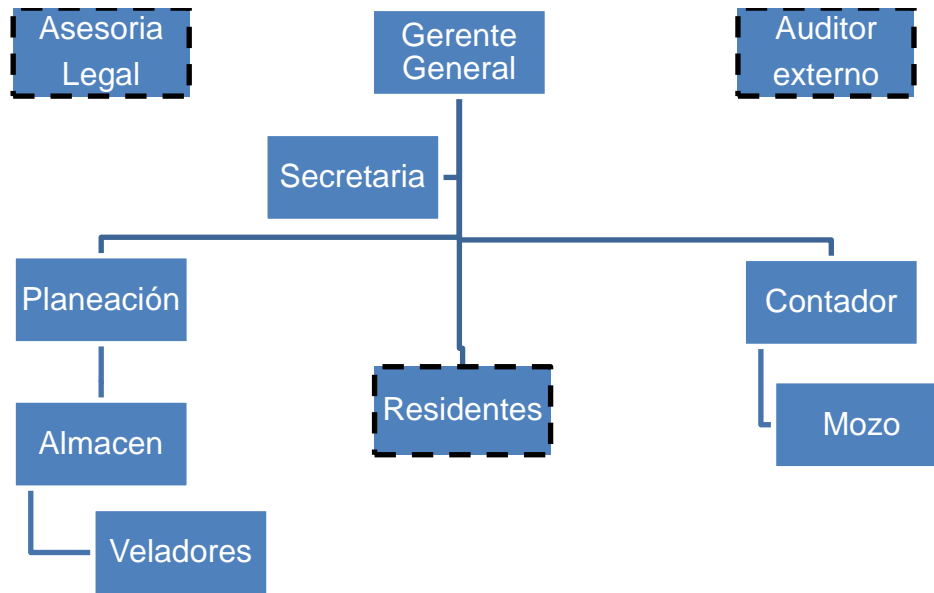 Asesoria
Legal
Gerente
General
Auditor
externo
Secretaria
Planeación
Contador
Residentes
Mozo
Almacen
Veladores